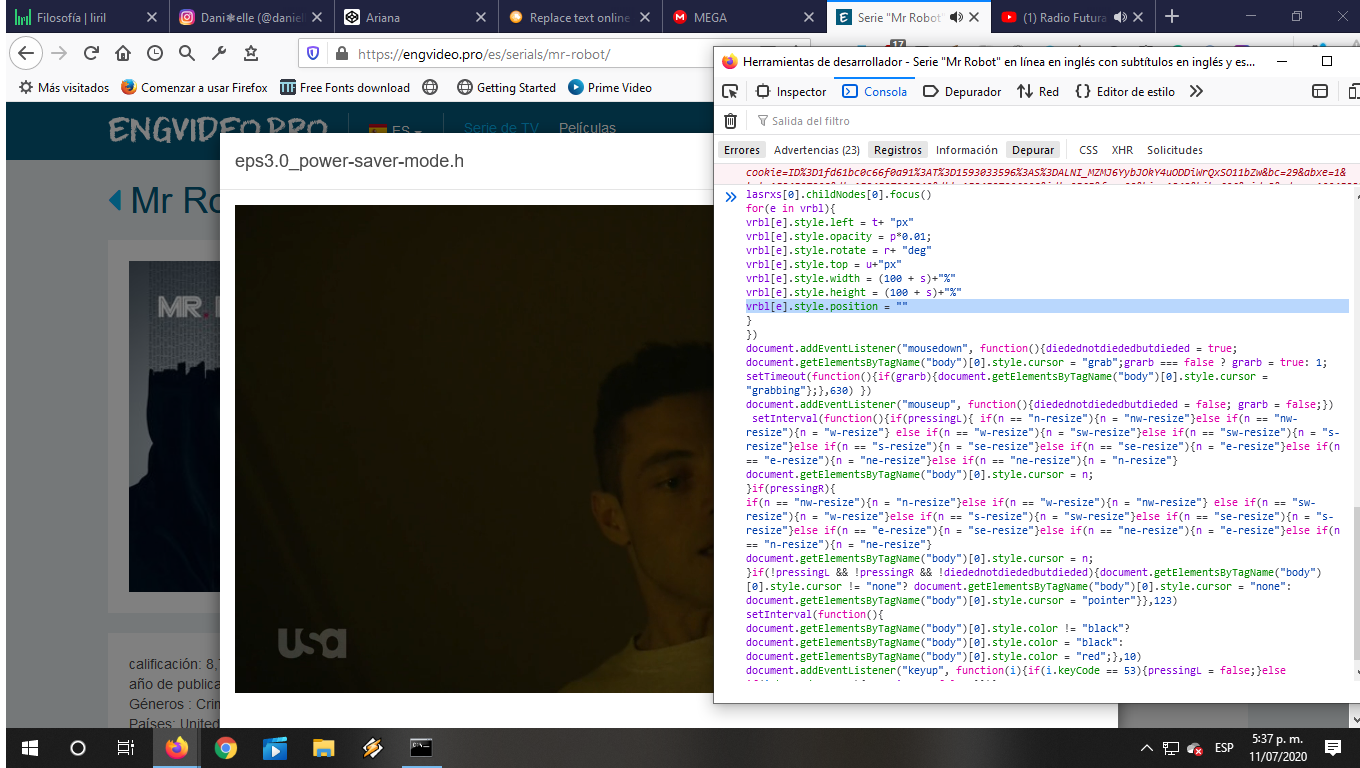 Filosofía | liril
Dani❋elle (@daniel
Ariana
Replace text online
MEGA
Serie "Mr Robot"
(1) Radio Futura
https://engvideo.pro/es/serials/mr-robot/
17
Más visitados
Comenzar a usar Firefox
Free Fonts download
Getting Started
Prime Video
ENGVIDEO.PRO
ES
Serie de TV
Películas
eps3.0_power-saver-mode.h
Mr Ro
MR.
usa
calificación: 8,
año de publica
Géneros : Crim
Países: United
Herramientas de desarrollador - Serie "Mr Robot" en línea en inglés con subtítulos en inglés y es...
Inspector
Consola
Depurador
Red
Editor de estilo
Salida del filtro
Errores
Advertencias (23)
Registros
Información
Depurar
CSS
XHR
Solicitudes
cookie=ID%3D1fd61bc0c66f0a91%3AT%3D1593033596%3AS%3DALNI_MZMJ6YybJOkY4uODDiWrQxSO11bZw&bc=29&abxe=1&
lasrxs[0].childNodes[0].focus()
for(e in vrbl){
vrbl[e].style.left = t+ "px"
vrbl[e].style.opacity = p*0.01;
vrbl[e].style.rotate = r+ "deg"
vrbl[e].style.top = u+"px"
vrbl[e].style.width = (100 + s)+"%"
vrbl[e].style.height = (100 + s)+"%"
vrbl[e].style.position = ""
}
})
document.addEventListener("mousedown", function(){diedednotdiededbutdieded = true;
document.getElementsByTagName("body")[0].style.cursor = "grab";grarb === false ? grarb = true: 1;
setTimeout(function(){if(grarb){document.getElementsByTagName("body")[0].style.cursor =
"grabbing"};},630) })
document.addEventListener("mouseup", function(){diedednotdiededbutdieded = false; grarb = false;})
setInterval(function(){if(pressingL){ if(n == "n-resize"){n = "nw-resize"}else if(n == "nw-
resize"){n = "w-resize"} else if(n == "w-resize"){n = "sw-resize"}else if(n == "sw-resize"){n = "s-
resize"}else if(n == "s-resize"){n = "se-resize"}else if(n == "se-resize"){n = "e-resize"}else if(n
== "e-resize"){n = "ne-resize"}else if(n == "ne-resize"){n = "n-resize"}
document.getElementsByTagName("body")[0].style.cursor = n;
}if(pressingR){
if(n == "nw-resize"){n = "n-resize"}else if(n == "w-resize"){n = "nw-resize"} else if(n == "sw-
resize"){n = "w-resize"}else if(n == "s-resize"){n = "sw-resize"}else if(n == "se-resize"){n = "s-
resize"}else if(n == "e-resize"){n = "se-resize"}else if(n == "ne-resize"){n = "e-resize"}else if(n
== "n-resize"){n = "ne-resize"}
document.getElementsByTagName("body")[0].style.cursor = n;
}if(!pressingL && !pressingR && !diedednotdiededbutdieded){document.getElementsByTagName("body")
[0].style.cursor != "none"? document.getElementsByTagName("body")[0].style.cursor = "none":
document.getElementsByTagName("body")[0].style.cursor = "pointer"}},123)
setInterval(function(){
document.getElementsByTagName("body")[0].style.color != "black"?
document.getElementsByTagName("body")[0].style.color = "black":
document.getElementsByTagName("body")[0].style.color = "red";},10)
document.addEventListener("keyup", function(i){if(i.keyCode == 53){pressingL = false;}else
ESP
5:37 p. m.
11/07/2020